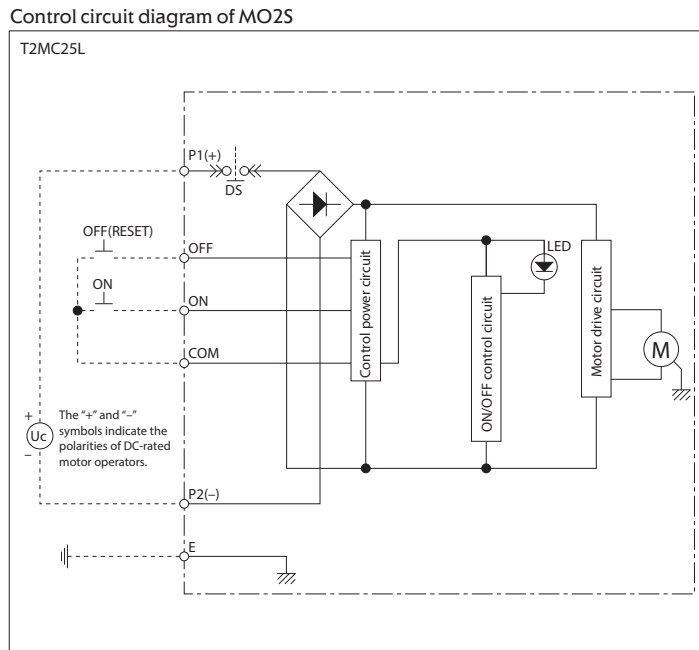 Control circuit diagram of MO2S
T2MC25L
P1(+)
DS
OFF(RESET)
OFF
LED
ON
ON
COM
Control power circuit
ON/OFF control circuit
Motor drive circuit
M
+
Uc
–
The “+” and “–”
symbols indicate the
polarities of DC-rated
motor operators.
P2(–)
E